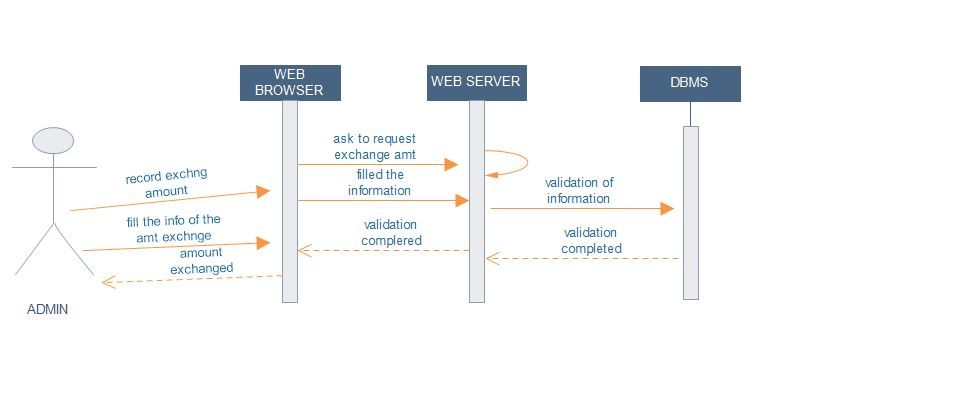 WEB
BROWSER
WEB SERVER
DBMS
ask to request
exchange amt
record exchng
amount
filled the
information
validation of
information
fill the info of the
amt exchnge
validation
complered
validation
completed
amount
exchanged
ADMIN